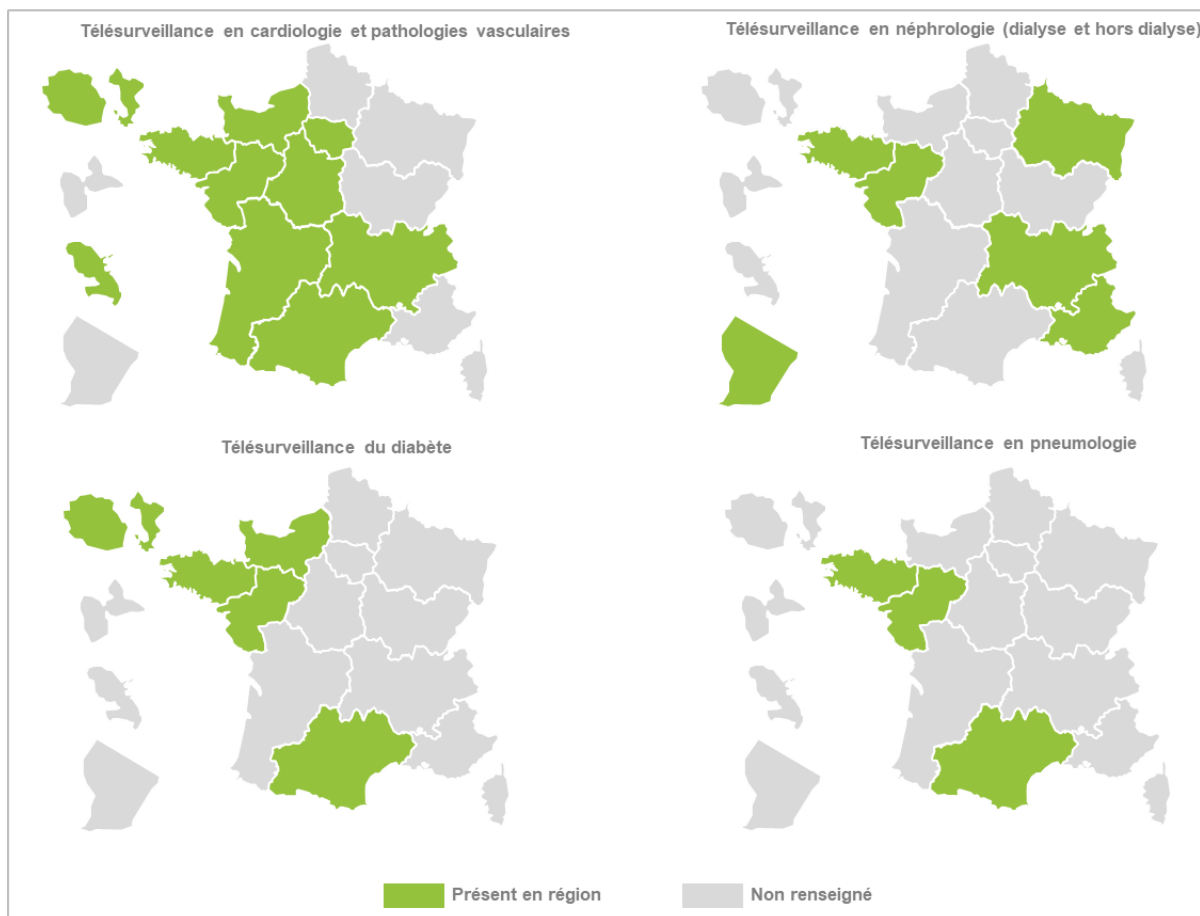 Télésurveillance en cardiologie et pathologies vasculaires
Télésurveillance en néphrologie (dialyse et hors dialyse)
Télésurveillance du diabète
Télésurveillance en pneumologie
Présent en région
Non renseigné